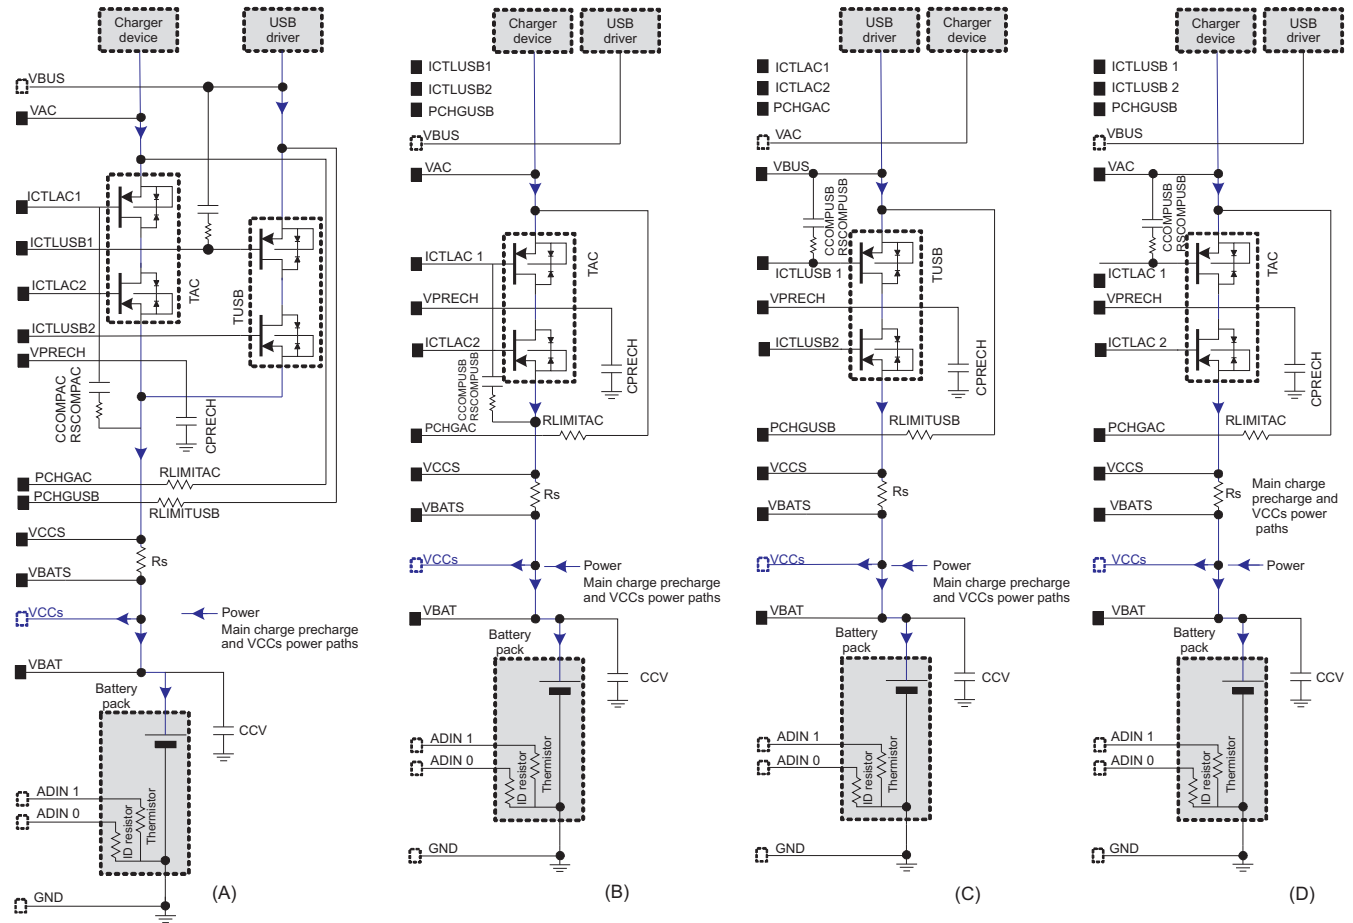 Charger
device
USB
driver
VBUS
VAC
ICTLAC1
ICTLUSB1
ICTLAC2
TAC
TUSB
ICTLUSB2
VPRECH
CCOMPAC
RSCOMPAC
CPRECH
PCHGAC
RLIMITAC
PCHGUSB
RLIMITUSB
VCCS
Rs
VBATS
VCCs
Power
Main charge precharge
and VCCs power paths
VBAT
Battery
pack
CCV
ADIN 1
ADIN 0
ID resistor
Thermistor
GND
(A)
Charger
device
USB
driver
ICTLUSB1
ICTLUSB2
PCHGUSB
VBUS
VAC
ICTLAC 1
TAC
VPRECH
ICTLAC2
CCOMPUSB
RSCOMPUSB
CPRECH
PCHGAC
RLIMITAC
VCCS
Rs
VBATS
VCCs
Power
Main charge precharge
and VCCs power paths
VBAT
Battery
pack
CCV
ADIN 1
ADIN 0
ID resistor
Thermistor
GND
(B)
USB
driver
Charger
device
ICTLAC1
ICTLAC2
PCHGAC
VAC
VBUS
CCOMPUSB
RSCOMPUSB
ICTLUSB 1
TUSB
VPRECH
ICTLUSB2
CPRECH
PCHGUSB
RLIMITUSB
VCCS
Rs
VBATS
VCCs
Power
Main charge precharge
and VCCs power paths
VBAT
Battery
pack
CCV
ADIN 1
ADIN 0
ID resistor
Thermistor
GND
(C)
Charger
device
USB
driver
ICTLUSB 1
ICTLUSB 2
PCHGUSB
VBUS
VAC
CCOMPUSB
RSCOMPUSB
ICTLAC 1
TAC
VPRECH
ICTLAC 2
CPRECH
PCHGAC
RLIMITAC
VCCS
Rs
Main charge
precharge and
VCCs power
paths
VBATS
VCCs
Power
VBAT
Battery
pack
CCV
ADIN 1
ADIN 0
ID resistor
Thermistor
GND
(D)